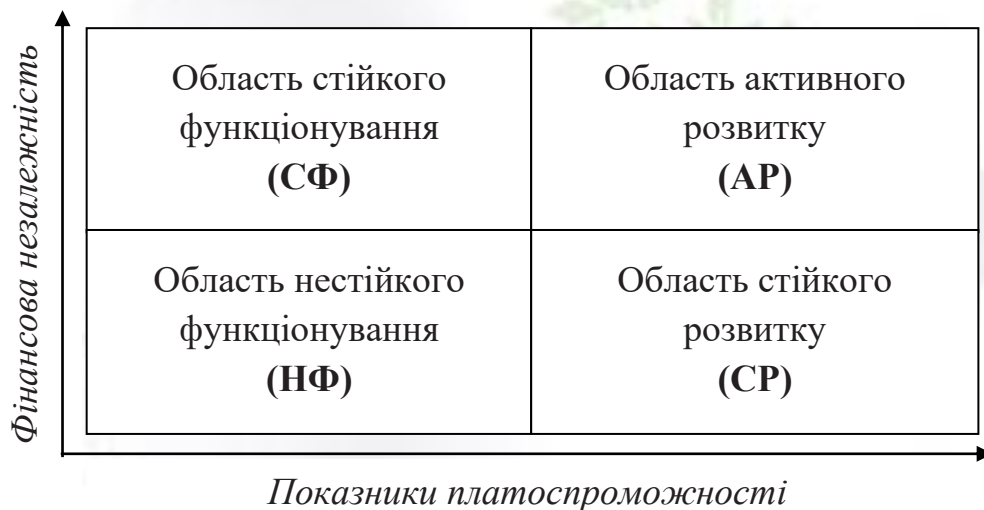 Фінансова незалежність
Область стійкого
функціонування
(СФ)
Область активного
розвитку
(АР)
Область нестійкого
функціонування
(НФ)
Область стійкого
розвитку
(СР)
Показники платоспроможності